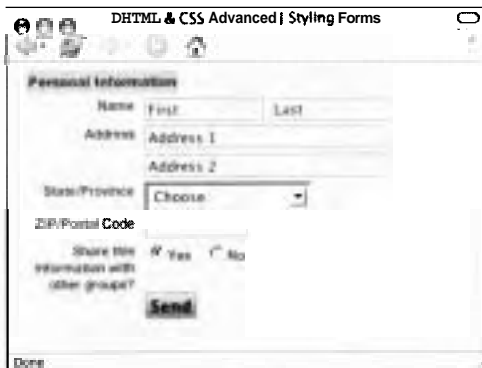 DHTML & CSS Advanced | Styling Forms
Personal Information
Name First Last
Address Address 1
Address 2
State/Province Choose
ZIP/Postal Code
Share this Yes No
information with
other groups?
Send
Done